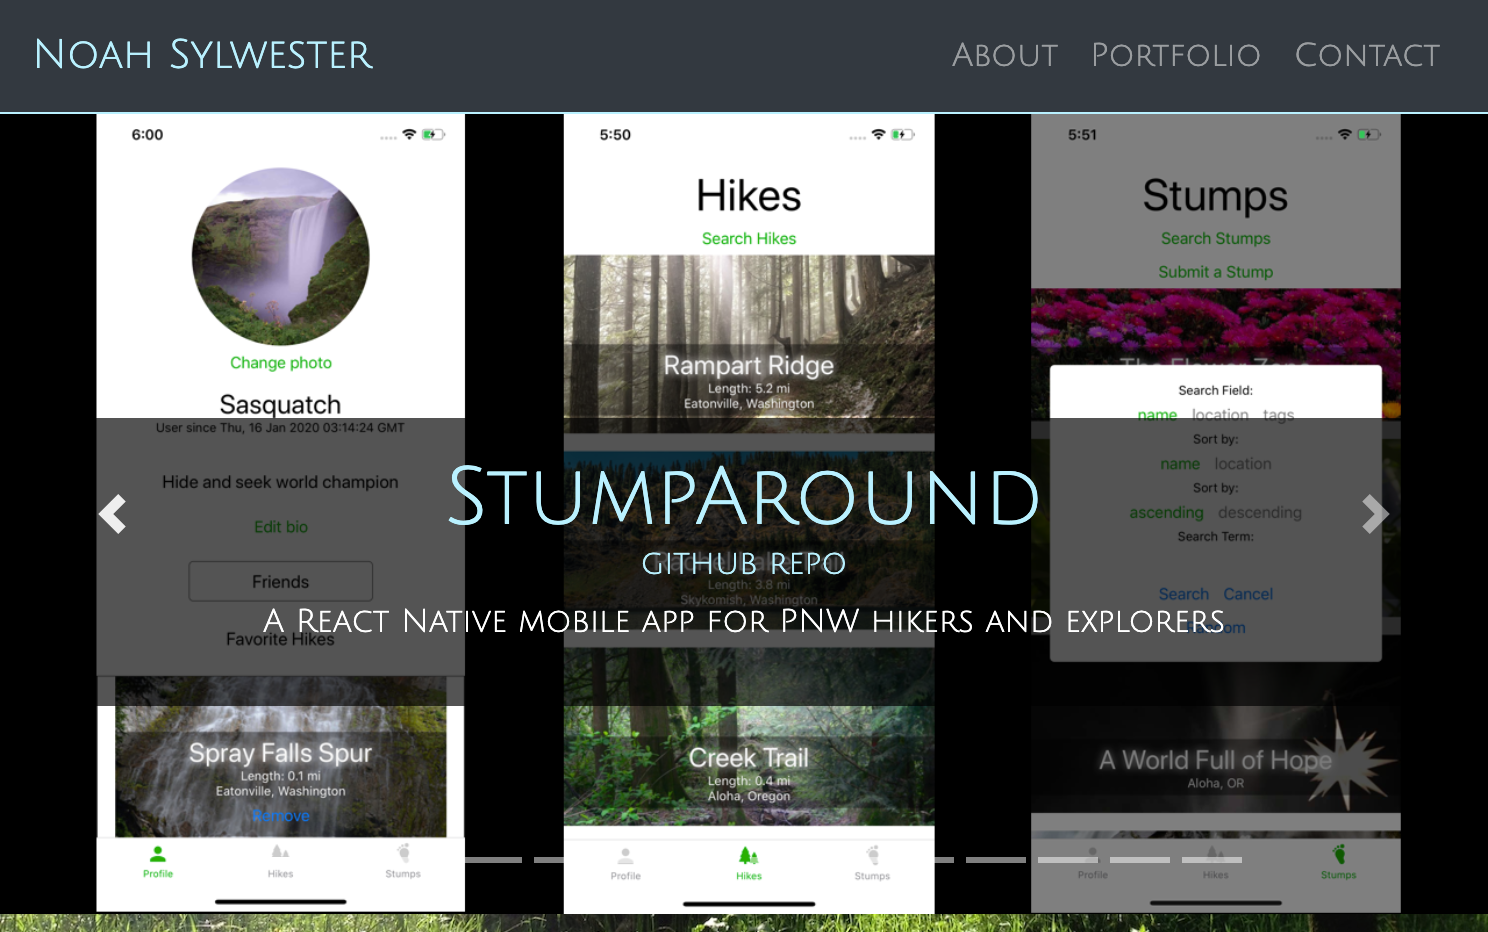 Noah Sylwester
About Portfolio Contact
6:00
Change photo
Sasquatch
User since Thu, 16 Jan 2020 03:14:24 GMT
Hide and seek world champion
Edit bio
Friends
Favorite Hikes
Spray Falls Spur
Length: 0.1 mi
Eatonville, Washington
Remove
Profile Hikes Stumps
5:50
Hikes
Search Hikes
Rampart Ridge
Length: 5.2 mi
Eatonville, Washington
StumpAround
GitHub Repo
Length: 3.8 mi
Skykomish, Washington
A React Native mobile app for PNW hikers and explorers
Creek Trail
Length: 0.4 mi
Aloha, Oregon
Profile Hikes Stumps
5:51
Stumps
Search Stumps
Submit a Stump
The Flower Zone
Search Field:
name location tags
Sort by:
name location
Sort by:
ascending descending
Search Term:
Search Cancel
Random
A World Full of Hope
Aloha, OR
Profile Hikes Stumps